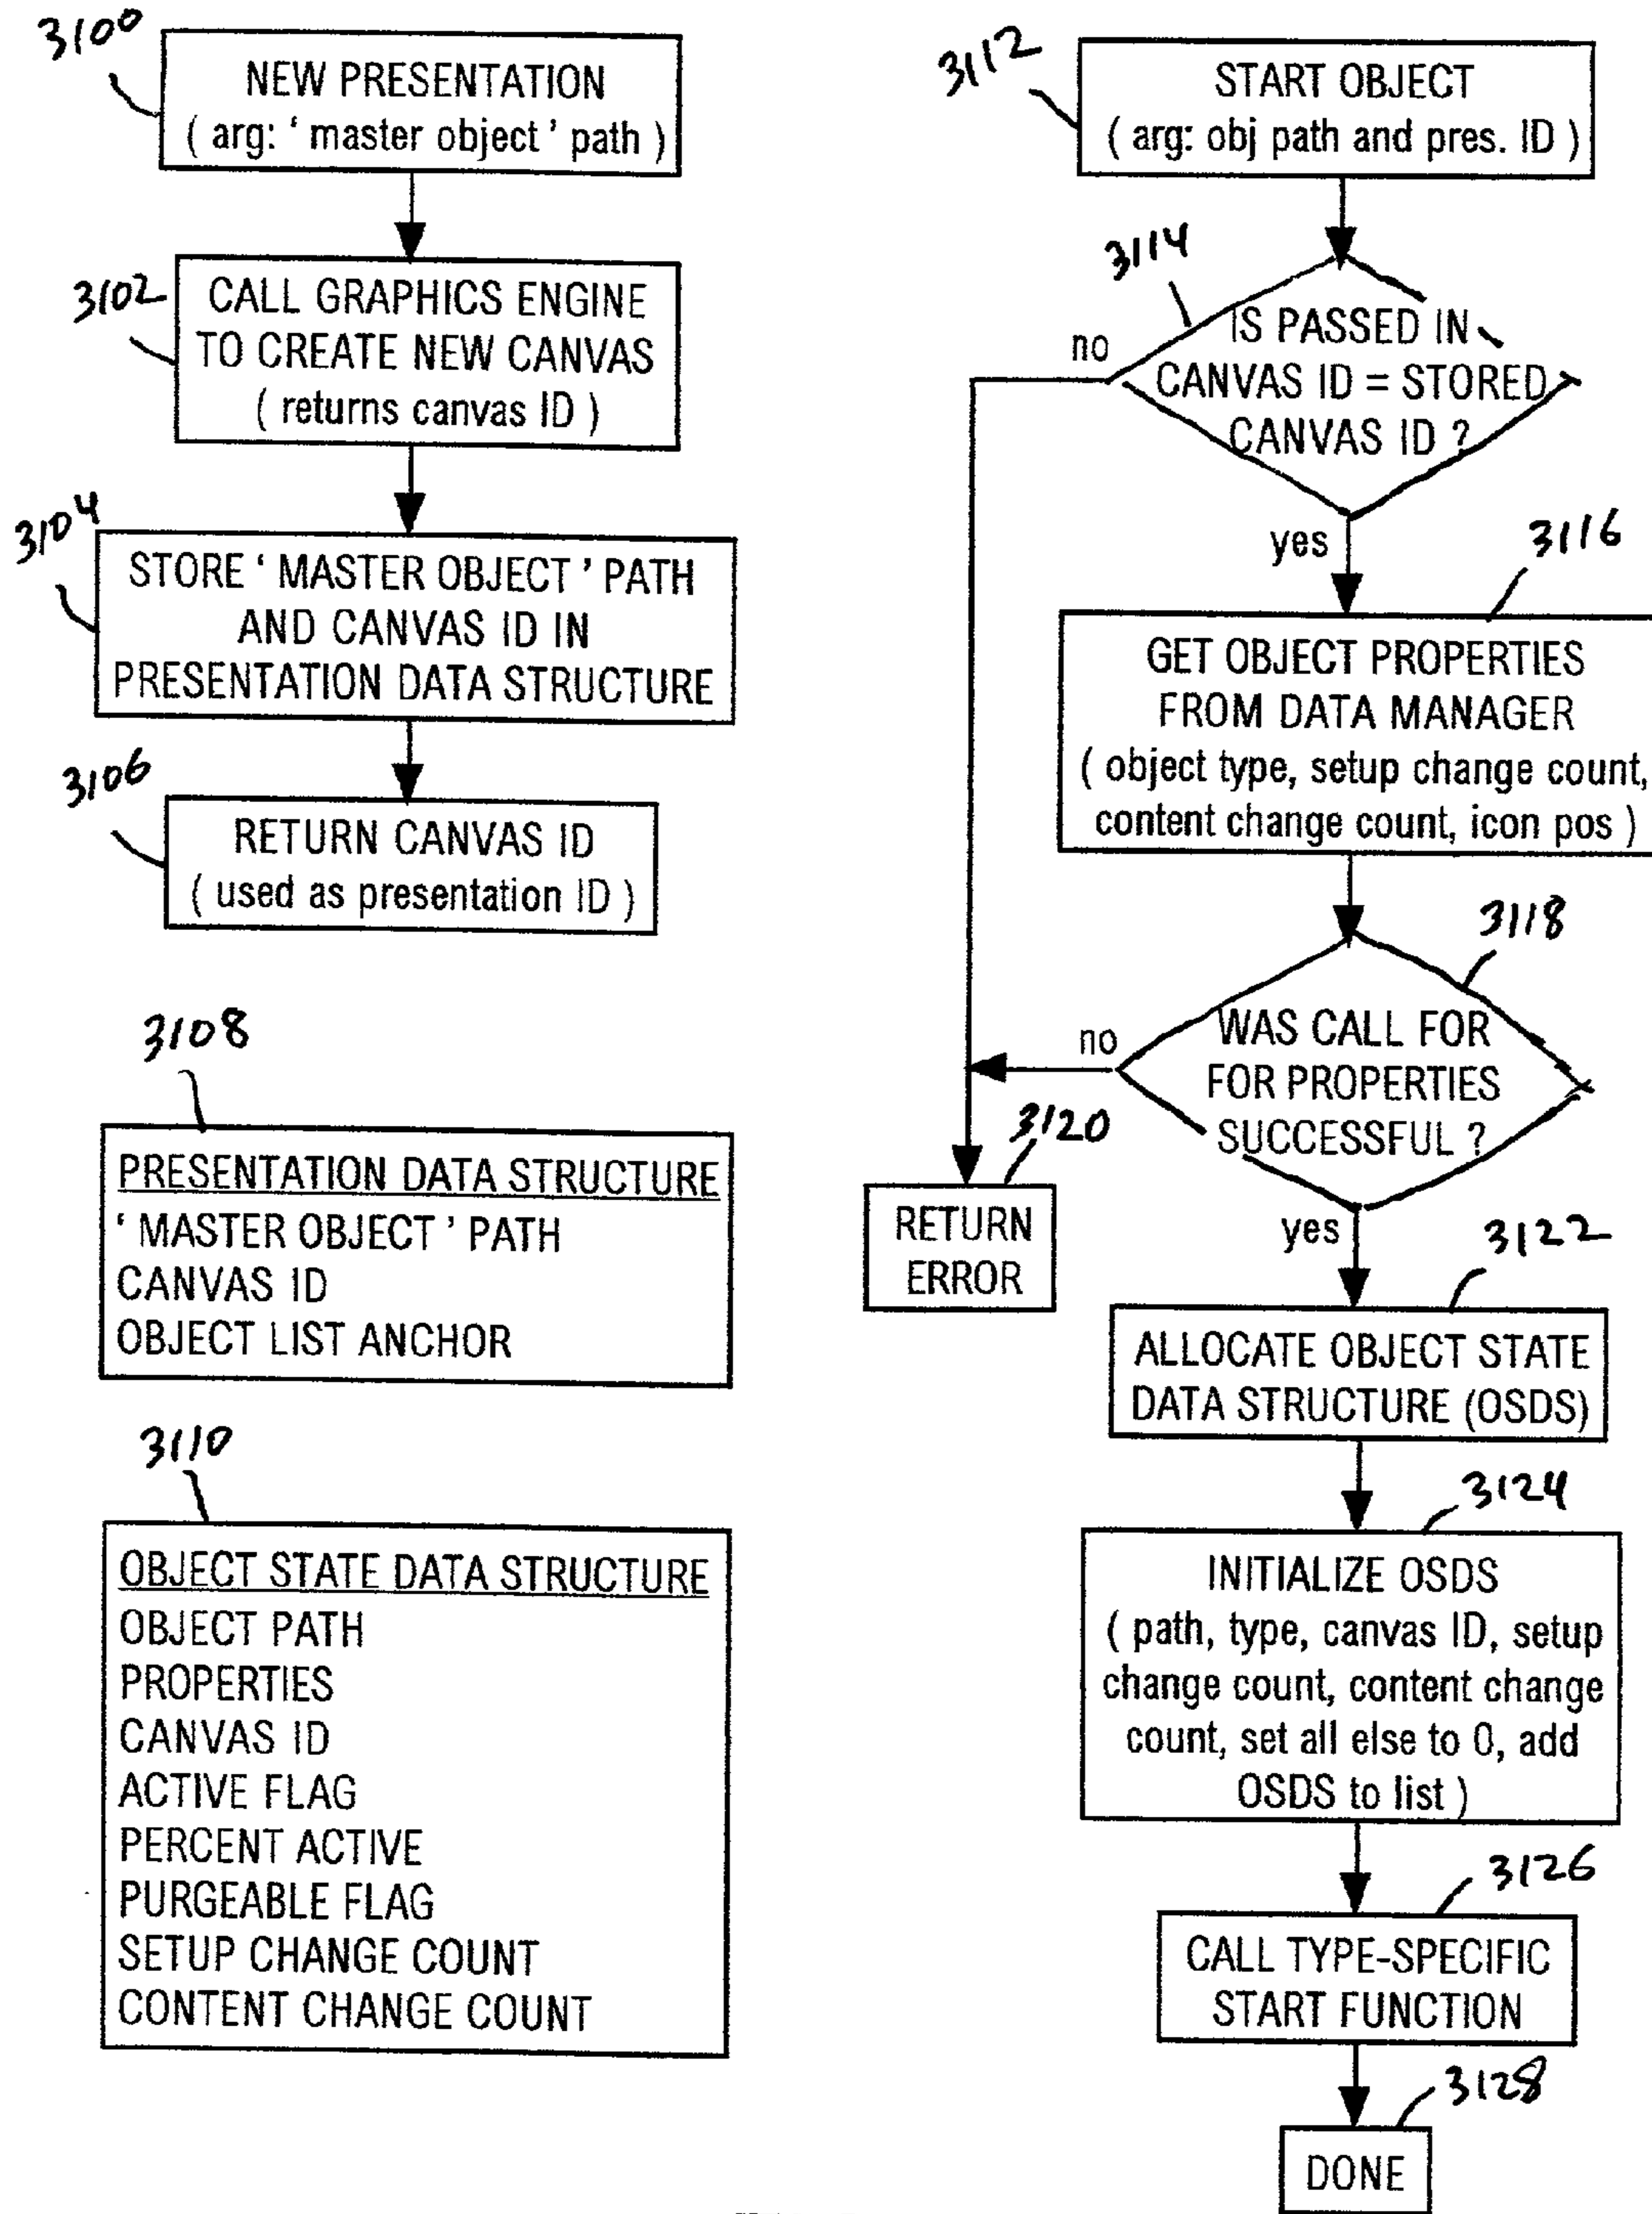 3100
NEW PRESENTATION
( arg: ‘ master object ’ path )
3102
CALL GRAPHICS ENGINE
TO CREATE NEW CANVAS
( returns canvas ID )
3104
STORE ‘ MASTER OBJECT ’ PATH
AND CANVAS ID IN
PRESENTATION DATA STRUCTURE
3106
RETURN CANVAS ID
( used as presentation ID )
3108
PRESENTATION DATA STRUCTURE
‘ MASTER OBJECT ’ PATH
CANVAS ID
OBJECT LIST ANCHOR
3110
OBJECT STATE DATA STRUCTURE
OBJECT PATH
PROPERTIES
CANVAS ID
ACTIVE FLAG
PERCENT ACTIVE
PURGEABLE FLAG
SETUP CHANGE COUNT
CONTENT CHANGE COUNT
3112
START OBJECT
( arg: obj path and pres. ID )
3114
IS PASSED IN
CANVAS ID = STORED
CANVAS ID ?
no
yes
3116
GET OBJECT PROPERTIES
FROM DATA MANAGER
( object type, setup change count,
content change count, icon pos )
3118
WAS CALL FOR
FOR PROPERTIES
SUCCESSFUL ?
no
yes
3120
RETURN
ERROR
3122
ALLOCATE OBJECT STATE
DATA STRUCTURE (OSDS)
3124
INITIALIZE OSDS
( path, type, canvas ID, setup
change count, content change
count, set all else to 0, add
OSDS to list )
3126
CALL TYPE-SPECIFIC
START FUNCTION
3128
DONE